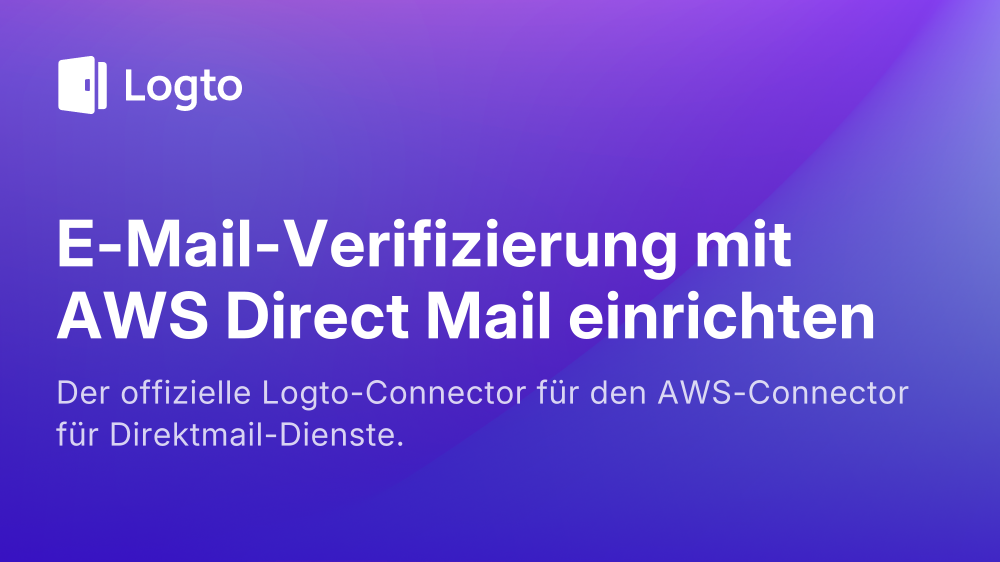 Logto
E-Mail-Verifizierung mit
AWS Direct Mail einrichten
Der offizielle Logto-Connector für den AWS-Connector
für Direktmail-Dienste.